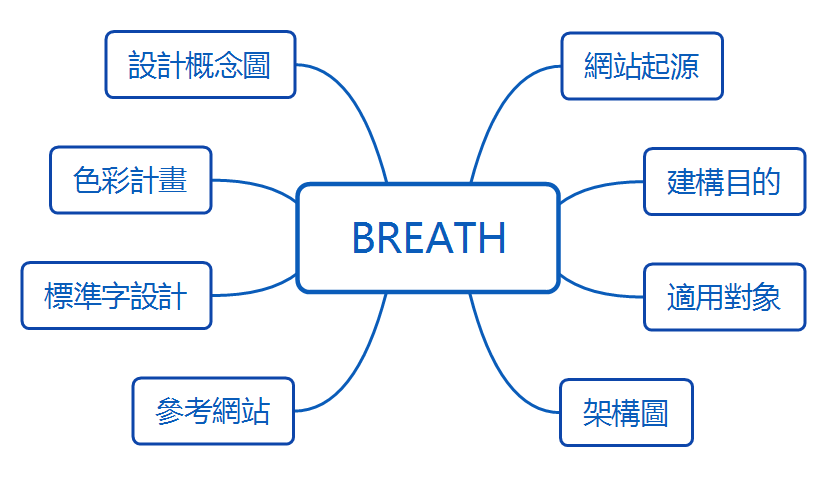 設計概念圖
網站起源
色彩計畫
建構目的
BREATH
標準字設計
適用對象
參考網站
架構圖